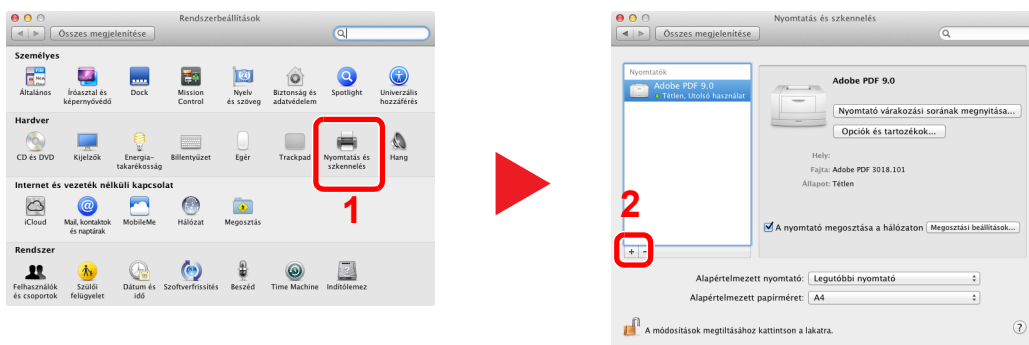 Rendszerbeállítások
Összes megjelenítése
Személyes
Általános
Íróasztal és képernyővédő
Dock
Mission Control
Nyelv és szöveg
Biztonság és adatvédelem
Spotlight
Univerzális hozzáférés
Hardver
CD és DVD
Kijelzők
Energia-takarékosság
Billentyűzet
Egér
Trackpad
Nyomtatás és szkennelés
Hang
1
Internet és vezeték nélküli kapcsolat
iCloud
Mail, kontaktok és naptárak
MobileMe
Hálózat
Megosztás
Rendszer
Felhasználók és csoportok
Szülői felügyelet
Dátum és idő
Szoftverfrissítés
Beszéd
Time Machine
Indítólemez
Nyomtatás és szkennelés
Összes megjelenítése
Nyomtatók
Adobe PDF 9.0
Tétlen, Utolsó használat
2
+ -
Adobe PDF 9.0
Nyomtató várakozási sorának megnyitása...
Opciók és tartozékok...
Hely:
Fajta: Adobe PDF 3018.101
Állapot: Tétlen
A nyomtató megosztása a hálózaton
Megosztási beállítások...
Alapértelmezett nyomtató: Legutóbbi nyomtató
Alapértelmezett papírméret: A4
A módosítások megtiltásához kattintson a lakatra.
?